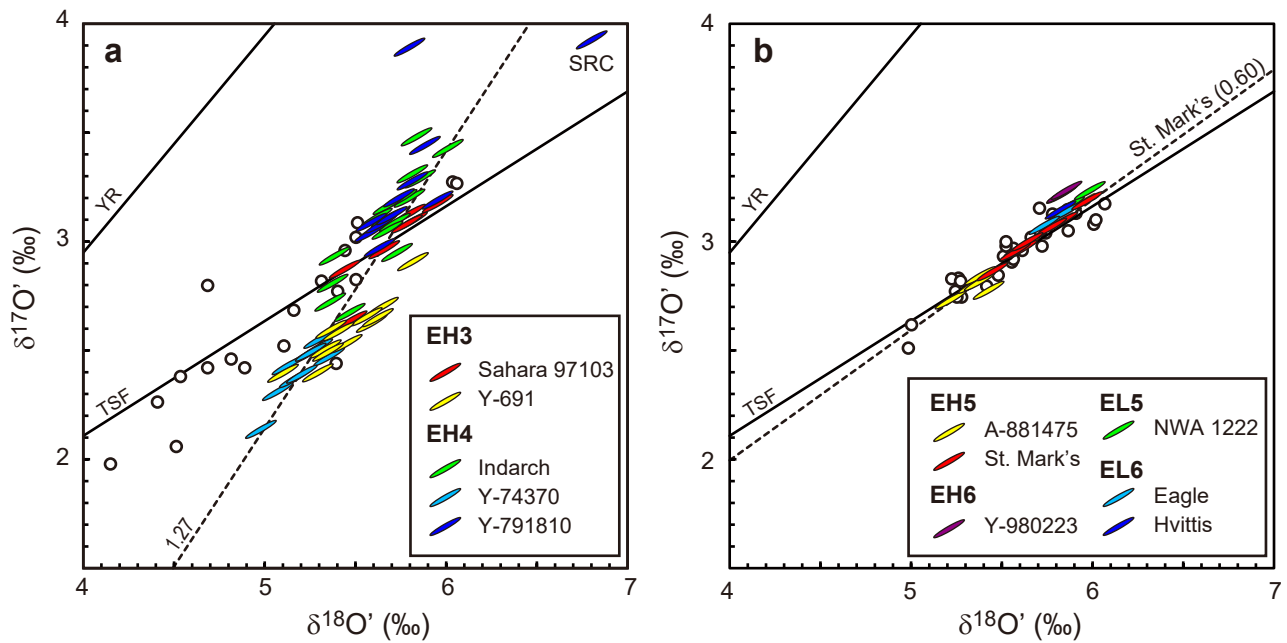 a
4
3
2
δ17O’ (‰)
YR
TSF
1.27
SRC
EH3
Sahara 97103
Y-691
EH4
Indarch
Y-74370
Y-791810
4 5 6 7
δ18O’ (‰)
b
4
3
2
δ17O’ (‰)
YR
TSF
St. Mark’s (0.60)
EH5
A-881475
St. Mark’s
EH6
Y-980223
EL5
NWA 1222
EL6
Eagle
Hvittis
4 5 6 7
δ18O’ (‰)